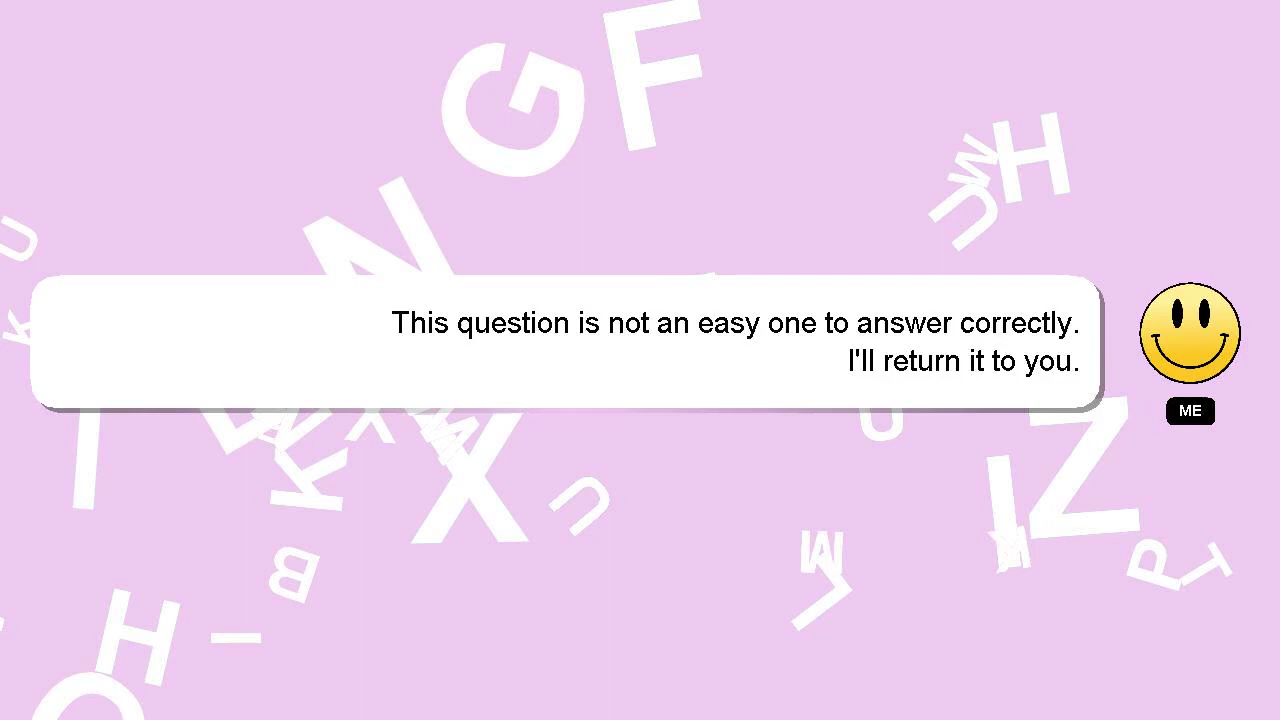 This question is not an easy one to answer correctly.
I'll return it to you.
ME
G
F
H
W
U
N
U
K
I
K
X
X
U
U
Z
I
B
M
L
P
T
H
I
O